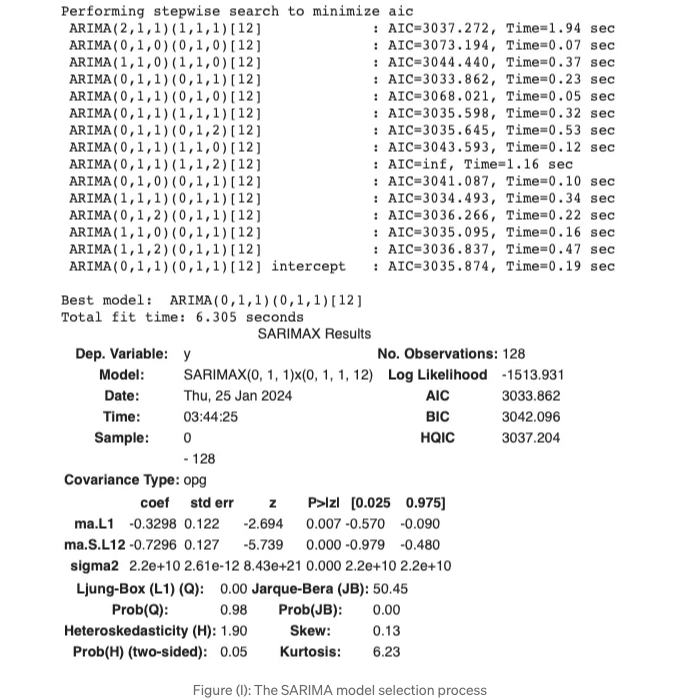 Performing stepwise search to minimize aic
ARIMA(2,1,1)(1,1,1)[12] : AIC=3037.272, Time=1.94 sec
ARIMA(0,1,0)(0,1,0)[12] : AIC=3073.194, Time=0.07 sec
ARIMA(1,1,0)(1,1,0)[12] : AIC=3044.440, Time=0.37 sec
ARIMA(0,1,1)(0,1,1)[12] : AIC=3033.862, Time=0.23 sec
ARIMA(0,1,1)(0,1,0)[12] : AIC=3068.021, Time=0.05 sec
ARIMA(0,1,1)(1,1,1)[12] : AIC=3035.598, Time=0.32 sec
ARIMA(0,1,1)(0,1,2)[12] : AIC=3035.645, Time=0.53 sec
ARIMA(0,1,1)(1,1,0)[12] : AIC=3043.593, Time=0.12 sec
ARIMA(0,1,1)(1,1,2)[12] : AIC=inf, Time=1.16 sec
ARIMA(0,1,0)(0,1,1)[12] : AIC=3041.087, Time=0.10 sec
ARIMA(1,1,1)(0,1,1)[12] : AIC=3034.493, Time=0.34 sec
ARIMA(0,1,2)(0,1,1)[12] : AIC=3036.266, Time=0.22 sec
ARIMA(1,1,0)(0,1,1)[12] : AIC=3035.095, Time=0.16 sec
ARIMA(1,1,2)(0,1,1)[12] : AIC=3036.837, Time=0.47 sec
ARIMA(0,1,1)(0,1,1)[12] intercept : AIC=3035.874, Time=0.19 sec
Best model: ARIMA(0,1,1)(0,1,1)[12]
Total fit time: 6.305 seconds
SARIMAX Results
Dep. Variable: y No. Observations: 128
Model: SARIMAX(0, 1, 1)x(0, 1, 1, 12) Log Likelihood -1513.931
Date: Thu, 25 Jan 2024 AIC 3033.862
Time: 03:44:25 BIC 3042.096
Sample: 0 HQIC 3037.204
- 128
Covariance Type: opg
coef std err z P>|z| [0.025 0.975]
ma.L1 -0.3298 0.122 -2.694 0.007 -0.570 -0.090
ma.S.L12 -0.7296 0.127 -5.739 0.000 -0.979 -0.480
sigma2 2.2e+10 2.61e-12 8.43e+21 0.000 2.2e+10 2.2e+10
Ljung-Box (L1) (Q): 0.00 Jarque-Bera (JB): 50.45
Prob(Q): 0.98 Prob(JB): 0.00
Heteroskedasticity (H): 1.90 Skew: 0.13
Prob(H) (two-sided): 0.05 Kurtosis: 6.23
Figure (I): The SARIMA model selection process